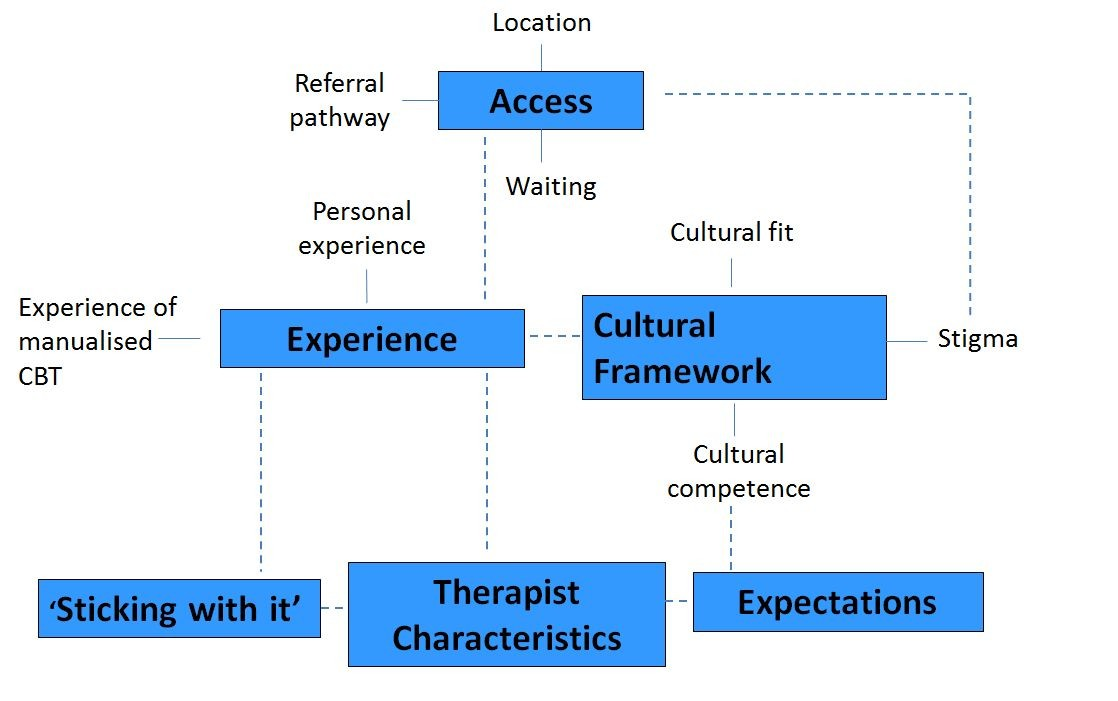 Location
Referral
pathway
Access
Waiting
Personal
experience
Cultural fit
Experience of
manualised
CBT
Experience
Cultural
Framework
Stigma
Cultural
competence
‘Sticking with it’
Therapist
Characteristics
Expectations